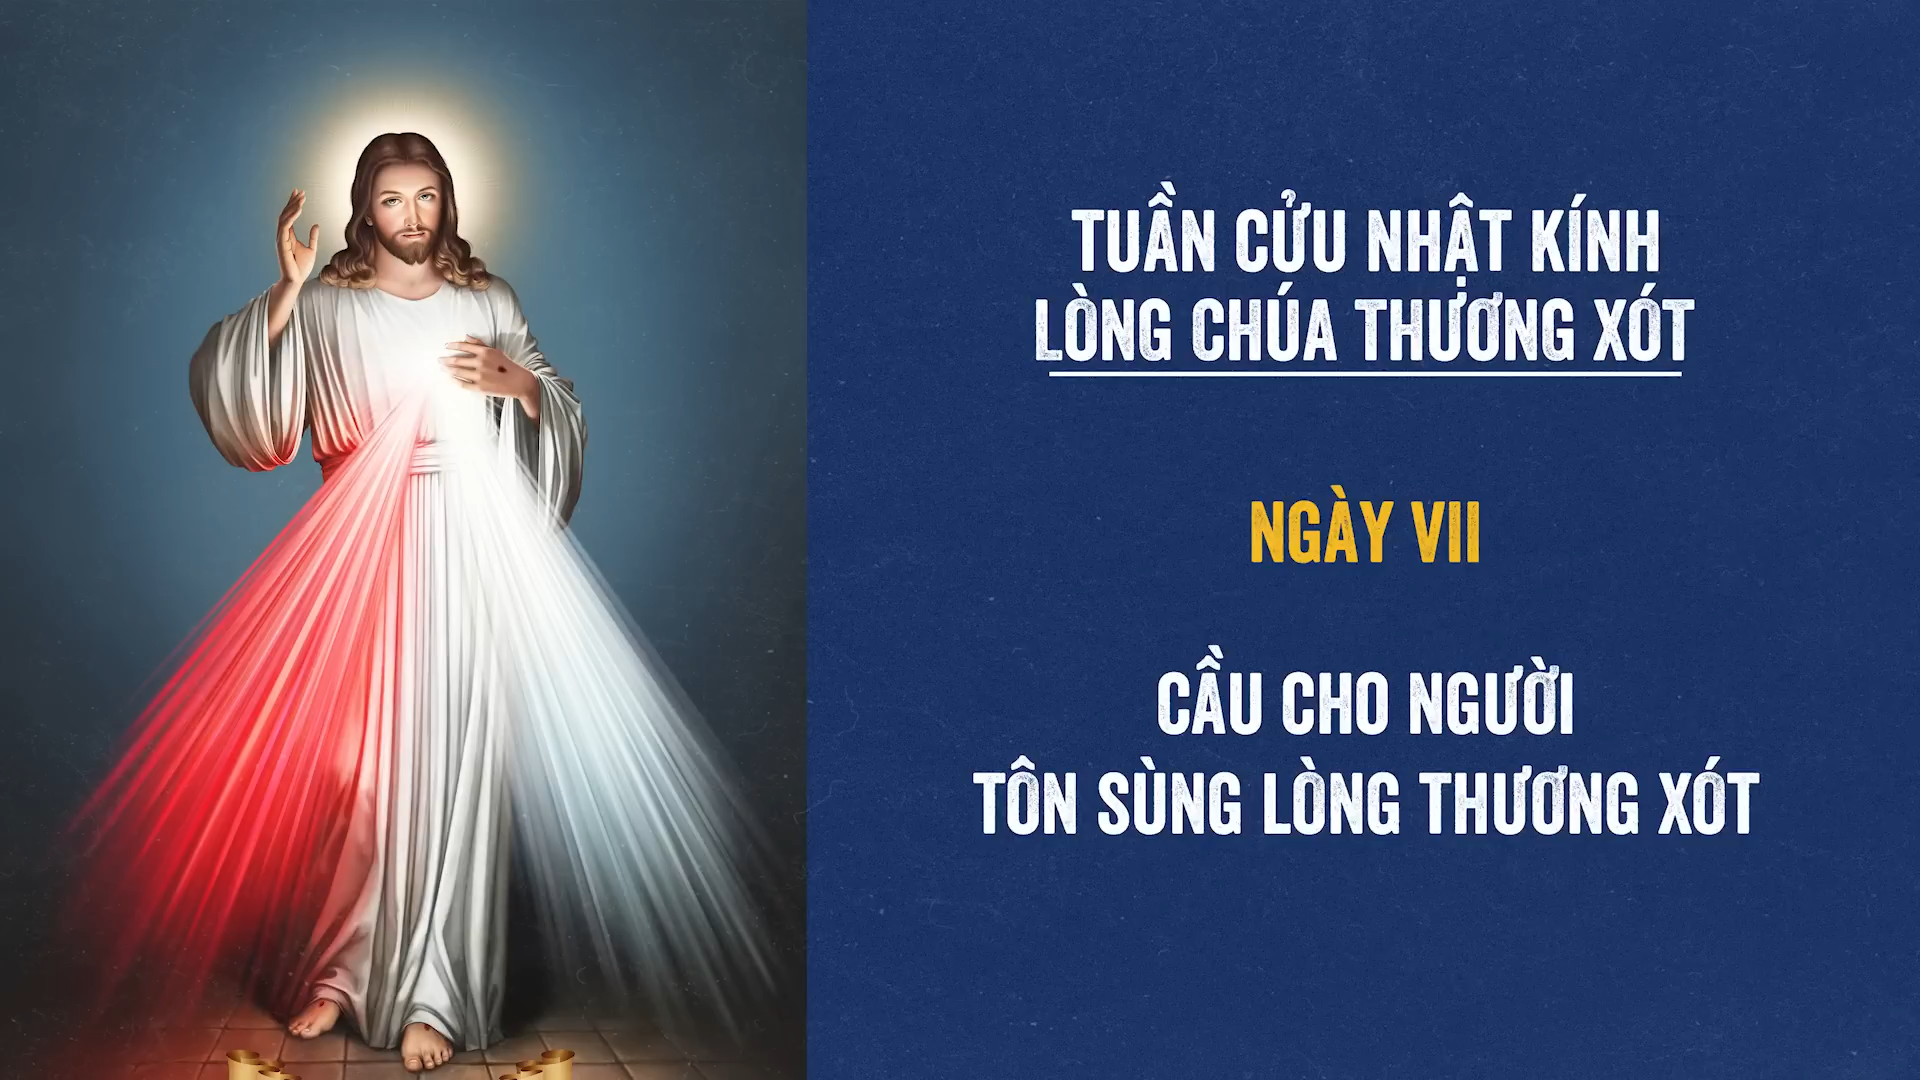 TUẦN CỬU NHẬT KÍNH
LÒNG CHÚA THƯƠNG XÓT
NGÀY VII
CẦU CHO NGƯỜI
TÔN SÙNG LÒNG THƯƠNG XÓT